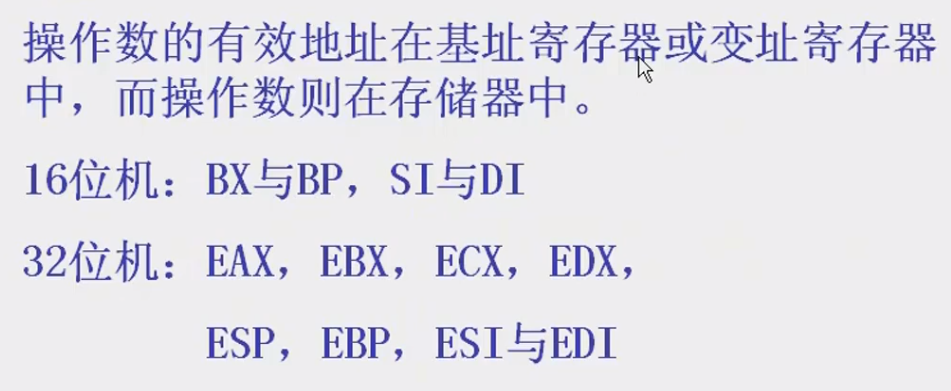 操作数的有效地址在基址寄存器或变址寄存器
中，而操作数则在存储器中。
16位机：BX与BP，SI与DI
32位机：EAX，EBX，ECX，EDX，
ESP，EBP，ESI与EDI